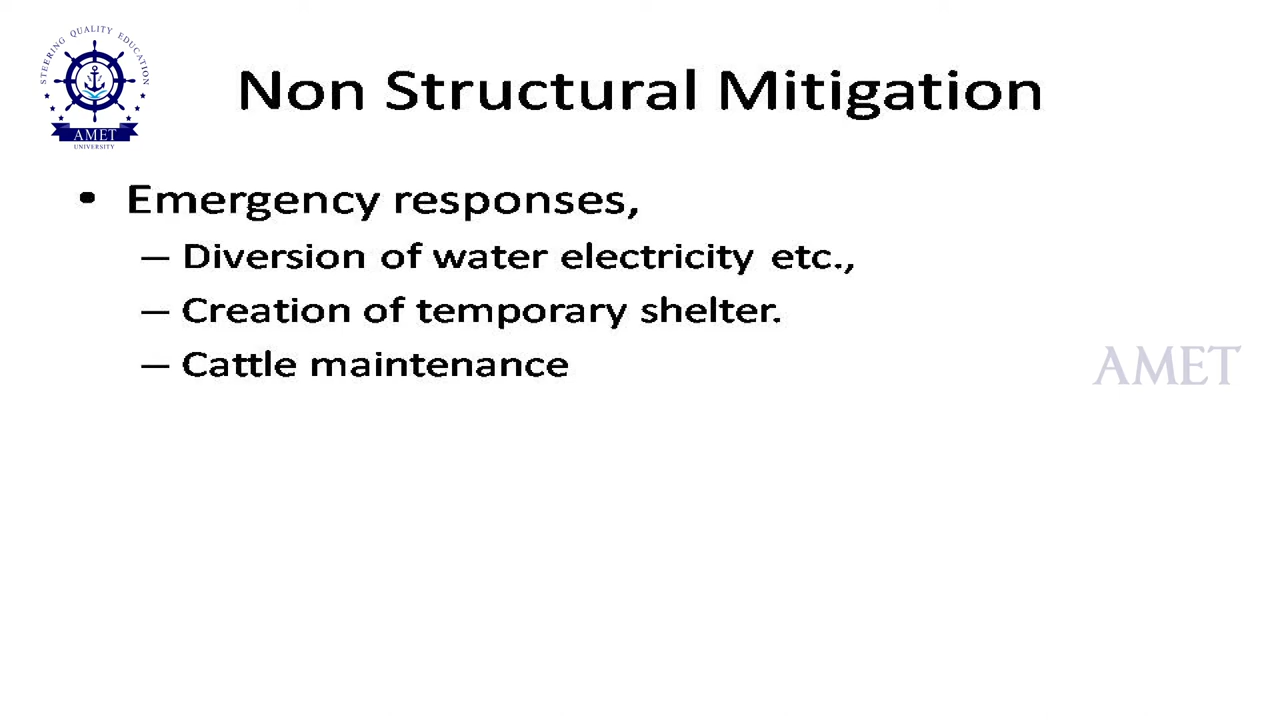 STEERING QUALITY EDUCATION
AMET
UNIVERSITY
Non Structural Mitigation
• Emergency responses,
– Diversion of water electricity etc.,
– Creation of temporary shelter.
– Cattle maintenance
AMET